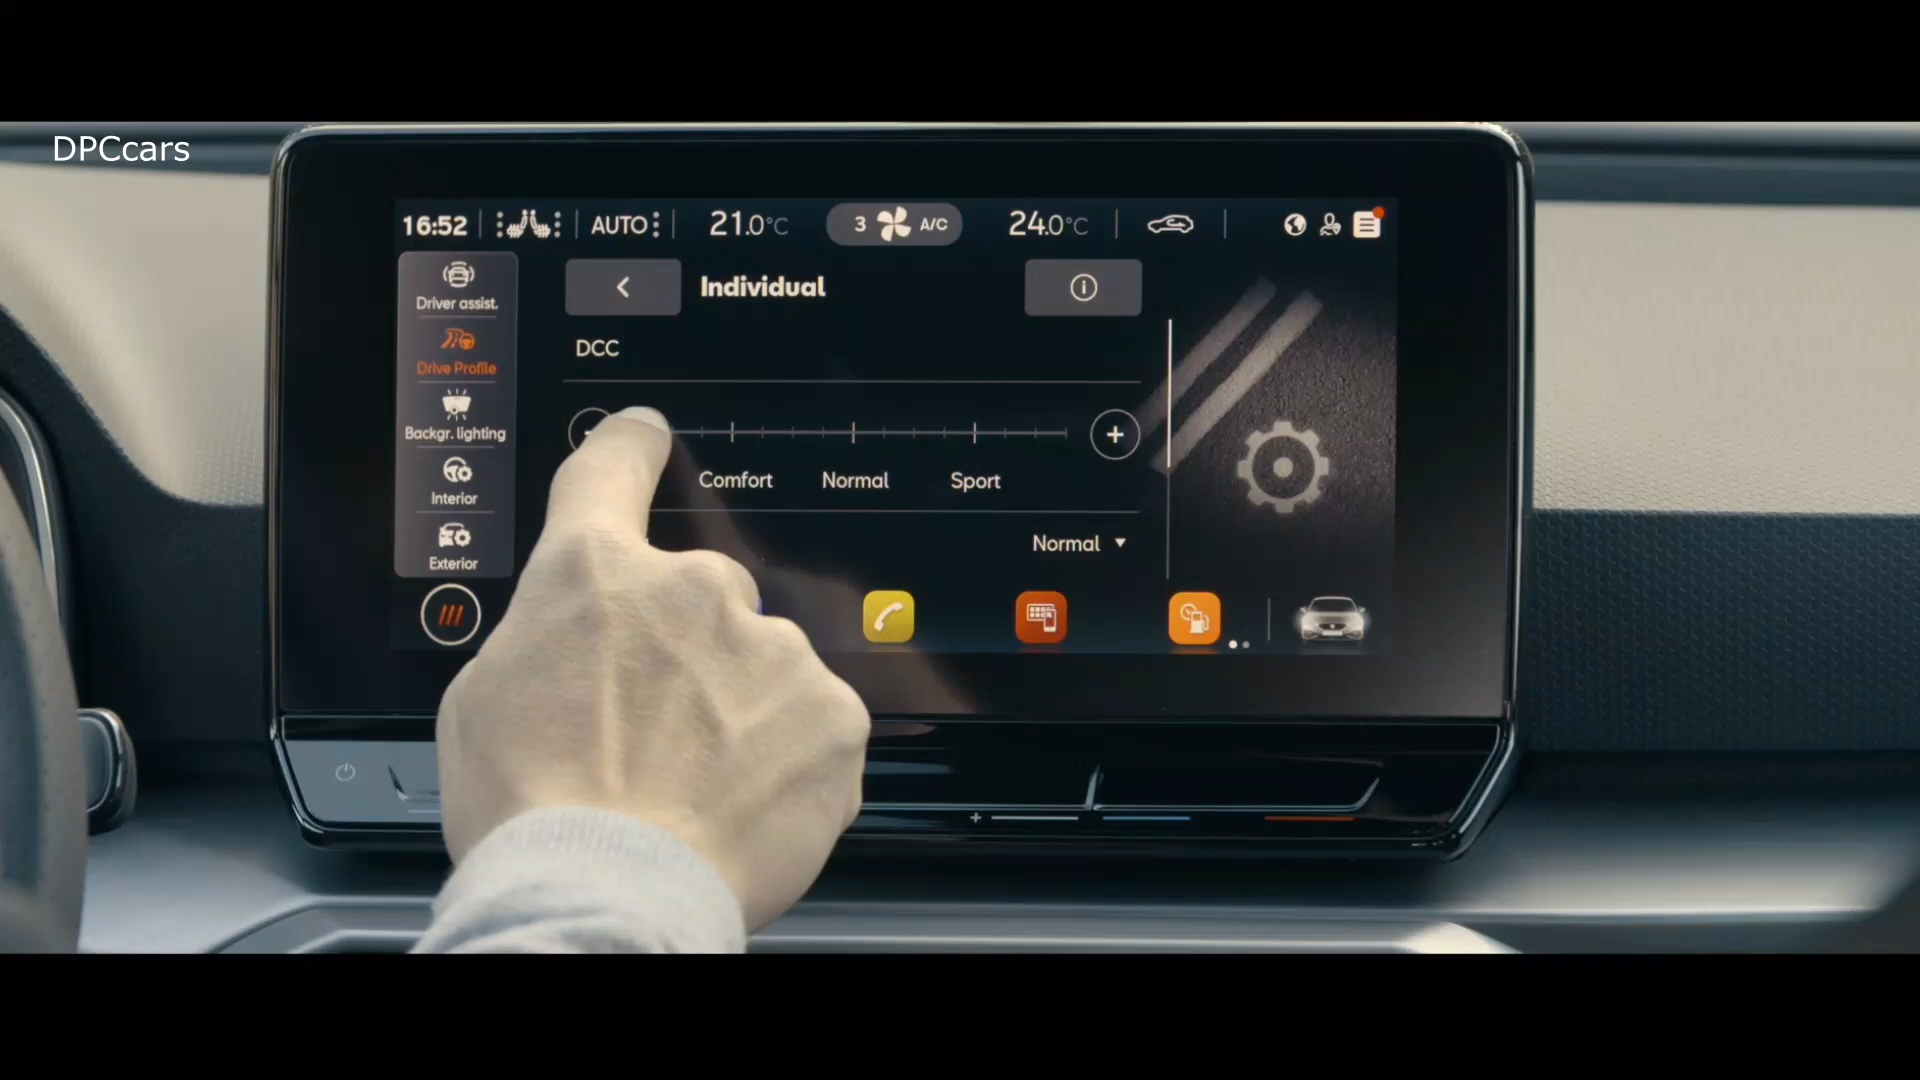 DPCcars
16:52
AUTO
21.0°C
3
A/C
24.0°C
Driver assist.
Drive Profile
Backgr. lighting
Interior
Exterior
Individual
DCC
Comfort
Normal
Sport
Normal